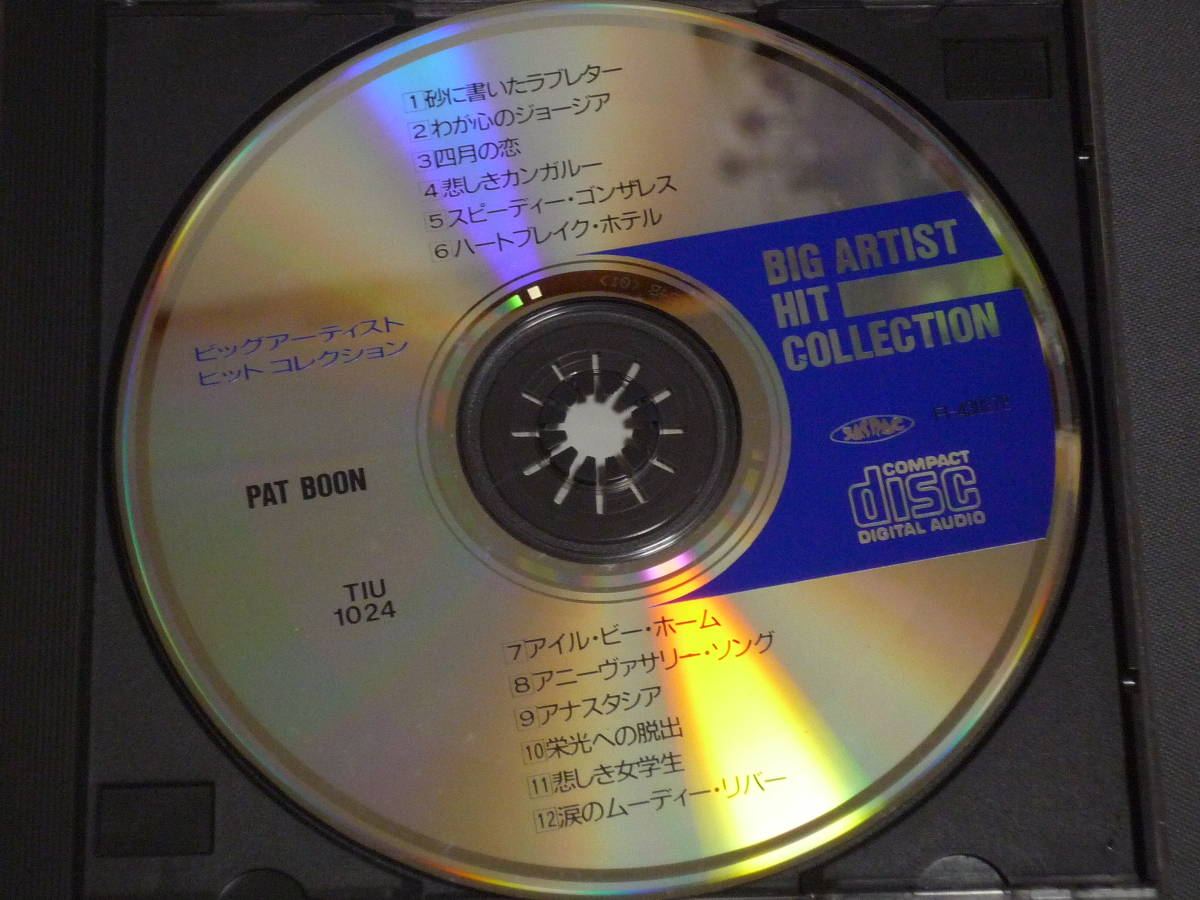 1 砂に書いたラブレター
2 わが心のジョージア
3 四月の恋
4 悲しきカンガルー
5 スピーディー・ゴンザレス
6 ハートブレイク・ホテル
BIG ARTIST
HIT
COLLECTION
ビッグアーティスト
ヒット コレクション
PAT BOON
TIU
1024
COMPACT
disc
DIGITAL AUDIO
7 アイル・ビー・ホーム
8 アニーヴァサリー・ソング
9 アナスタシア
10 栄光への脱出
11 悲しき女学生
12 涙のムーディー・リバー